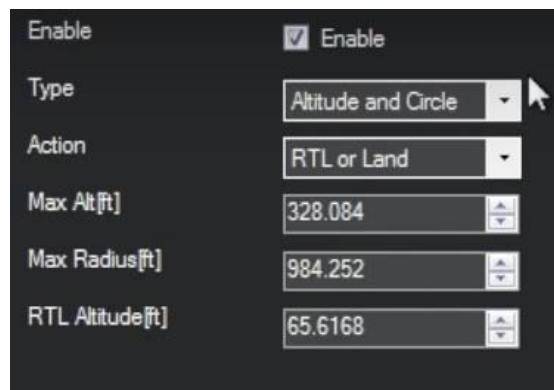 Enable Enable
Type Altitude and Circle
Action RTL or Land
Max Alt[ft] 328.084
Max Radius[ft] 984.252
RTL Altitude[ft] 65.6168